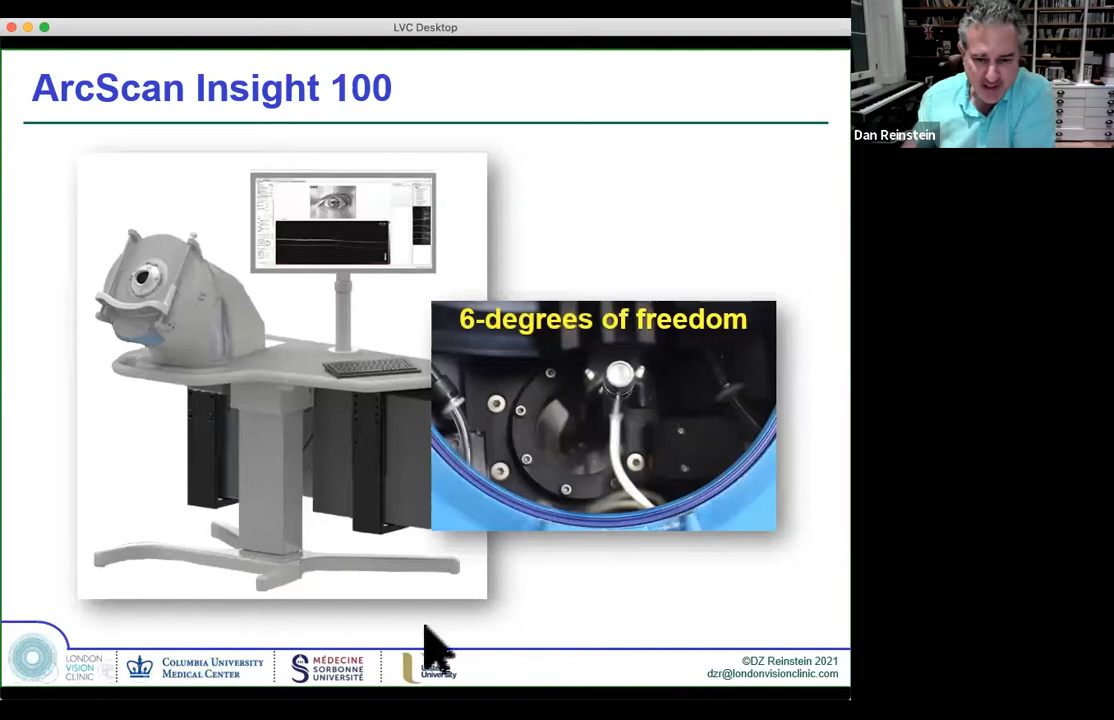 LVC Desktop
ArcScan Insight 100
Dan Reinstein
6-degrees of freedom
LONDON
VISION
CLINIC
COLUMBIA UNIVERSITY
MEDICAL CENTER
MÉDECINE
SORBONNE
UNIVERSITÉ
University
©DZ Reinstein 2021
dzr@londonvisionclinic.com